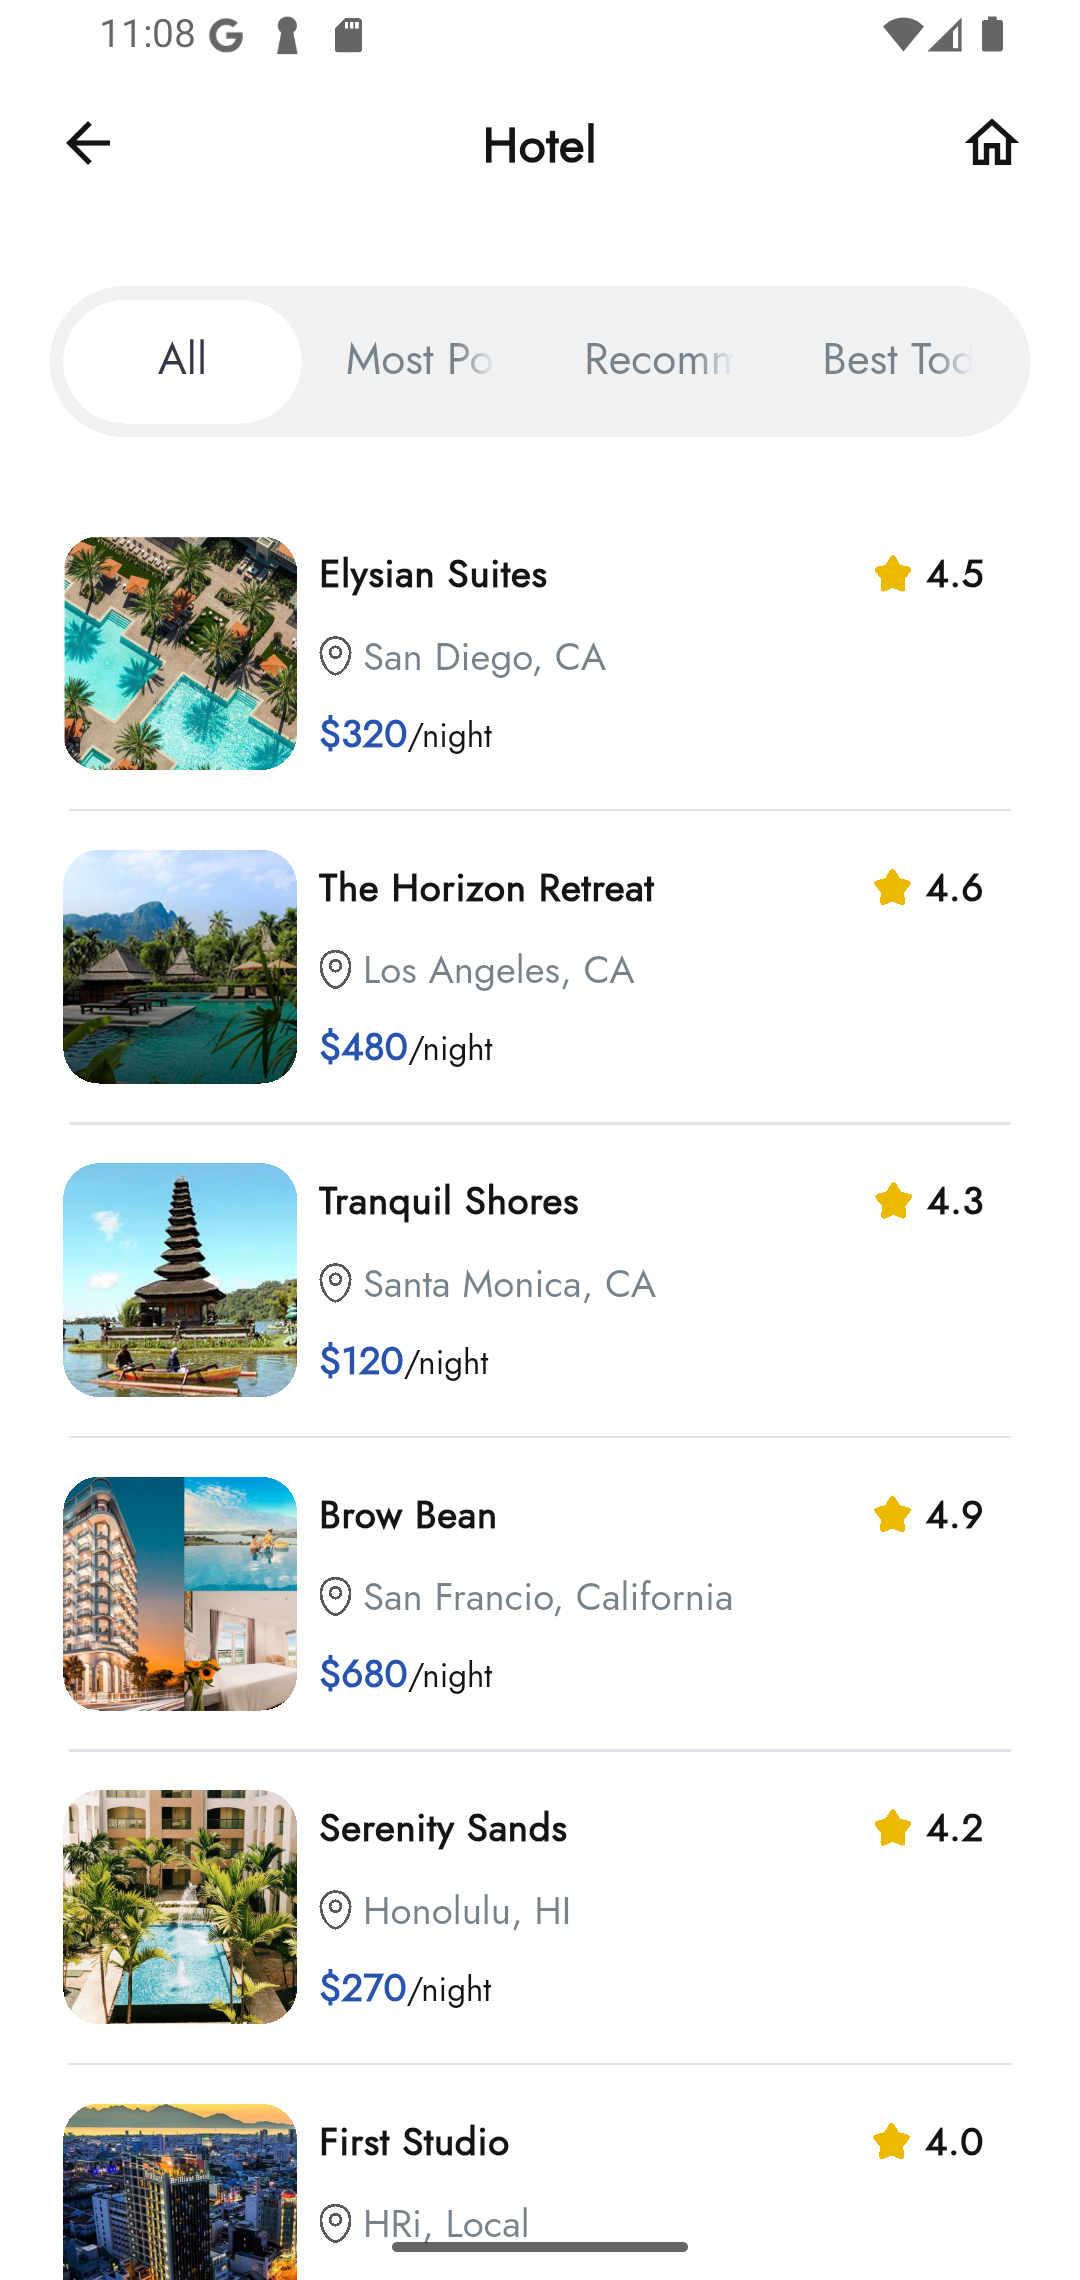 11:08
Hotel
All
Most Po
Recomm
Best Tod
Elysian Suites
4.5
San Diego, CA
$320/night
The Horizon Retreat
4.6
Los Angeles, CA
$480/night
Tranquil Shores
4.3
Santa Monica, CA
$120/night
Brow Bean
4.9
San Francio, California
$680/night
Serenity Sands
4.2
Honolulu, HI
$270/night
First Studio
4.0
HRi, Local